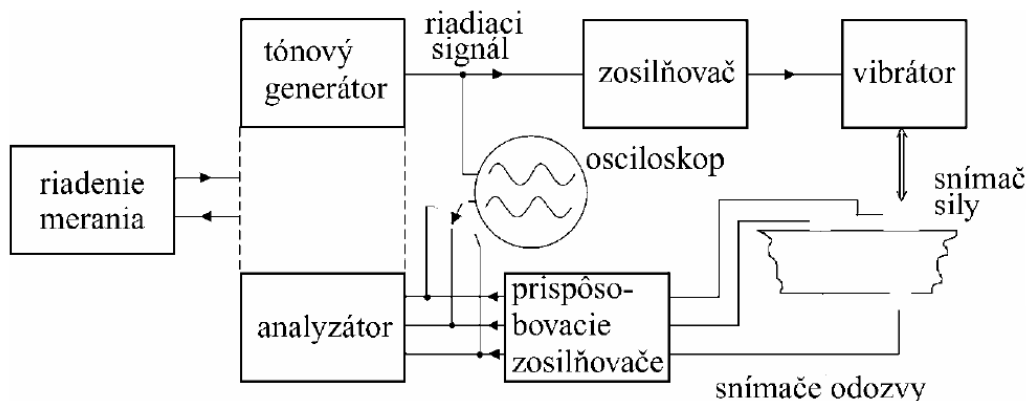 tónový
generátor
riadiaci
signál
zosilňovač
vibrátor
riadenie
merania
osciloskop
snímač
sily
analyzátor
prispôso-
bovacie
zosilňovače
snímače odozvy